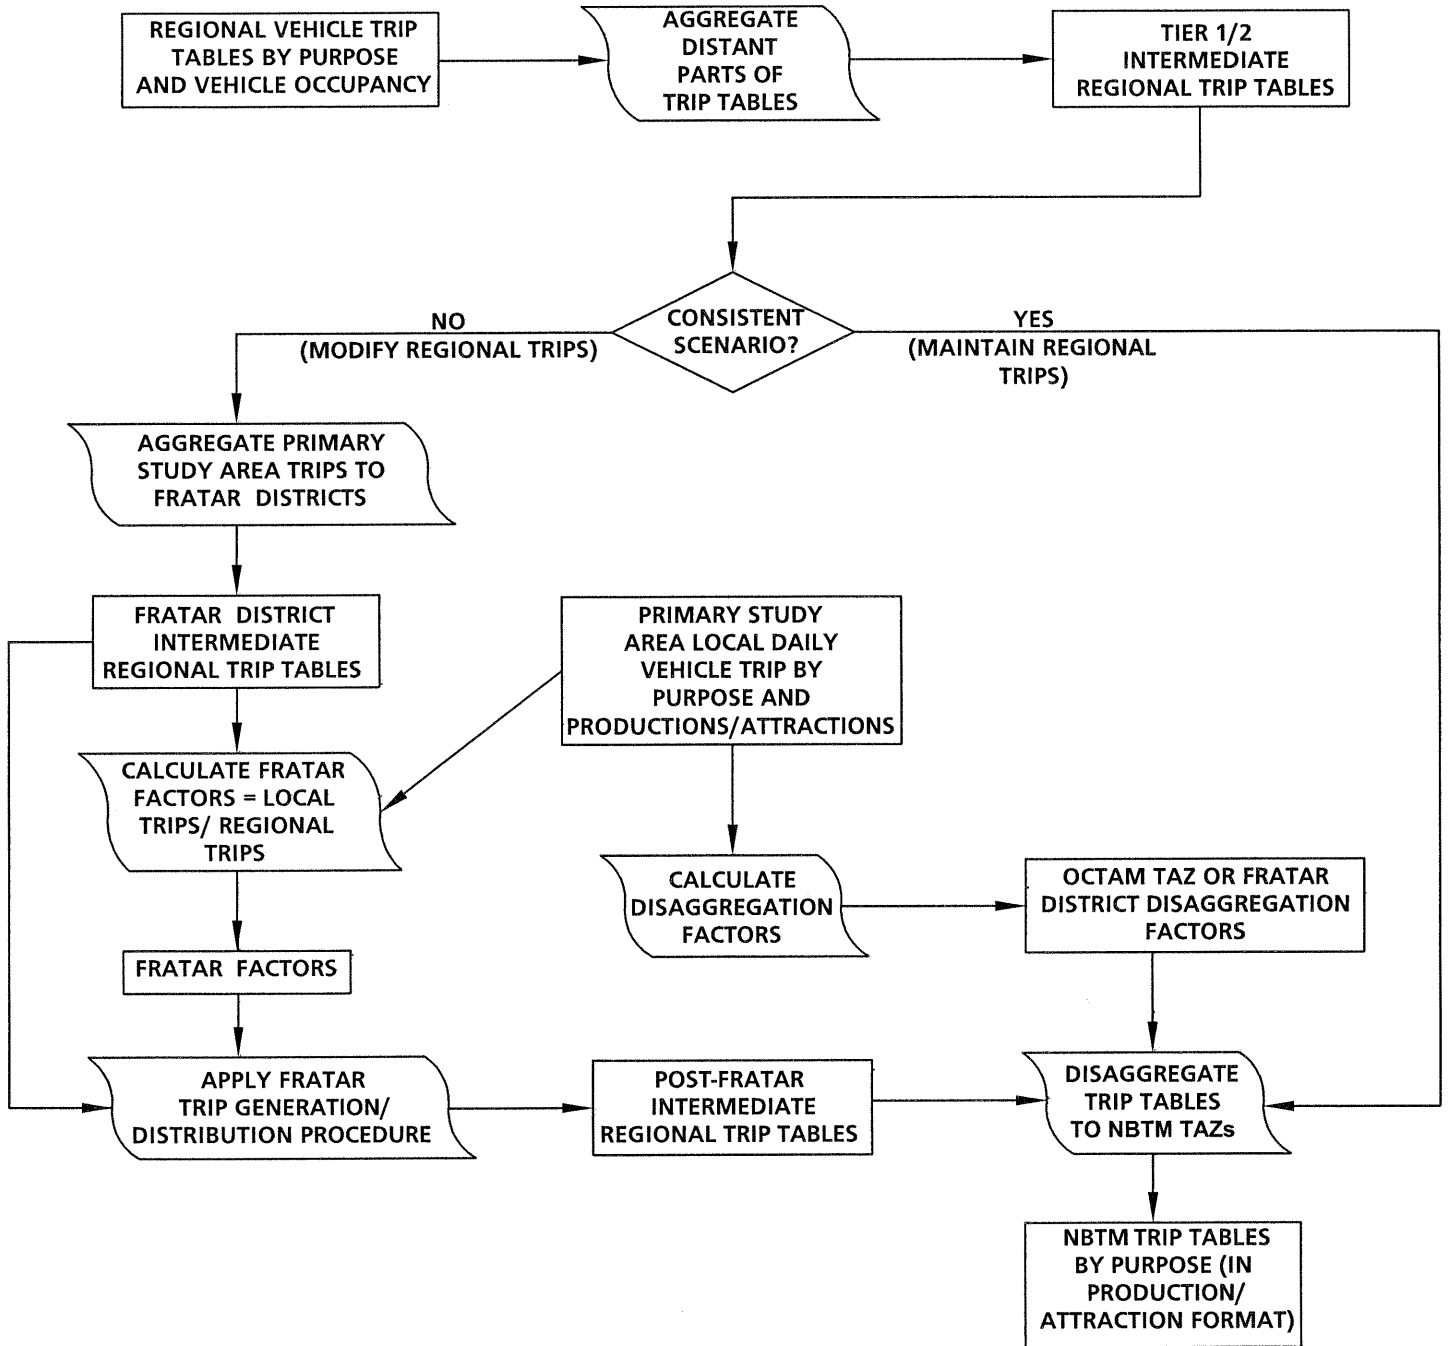 REGIONAL VEHICLE TRIP
TABLES BY PURPOSE
AND VEHICLE OCCUPANCY
AGGREGATE
DISTANT
PARTS OF
TRIP TABLES
TIER 1/2
INTERMEDIATE
REGIONAL TRIP TABLES
CONSISTENT
SCENARIO?
NO
(MODIFY REGIONAL TRIPS)
YES
(MAINTAIN REGIONAL
TRIPS)
AGGREGATE PRIMARY
STUDY AREA TRIPS TO
FRATAR DISTRICTS
FRATAR DISTRICT
INTERMEDIATE
REGIONAL TRIP TABLES
PRIMARY STUDY
AREA LOCAL DAILY
VEHICLE TRIP BY
PURPOSE AND
PRODUCTIONS/ATTRACTIONS
CALCULATE FRATAR
FACTORS = LOCAL
TRIPS/ REGIONAL
TRIPS
CALCULATE
DISAGGREGATION
FACTORS
OCTAM TAZ OR FRATAR
DISTRICT DISAGGREGATION
FACTORS
FRATAR FACTORS
APPLY FRATAR
TRIP GENERATION/
DISTRIBUTION PROCEDURE
POST-FRATAR
INTERMEDIATE
REGIONAL TRIP TABLES
DISAGGREGATE
TRIP TABLES
TO NBTM TAZs
NBTM TRIP TABLES
BY PURPOSE (IN
PRODUCTION/
ATTRACTION FORMAT)